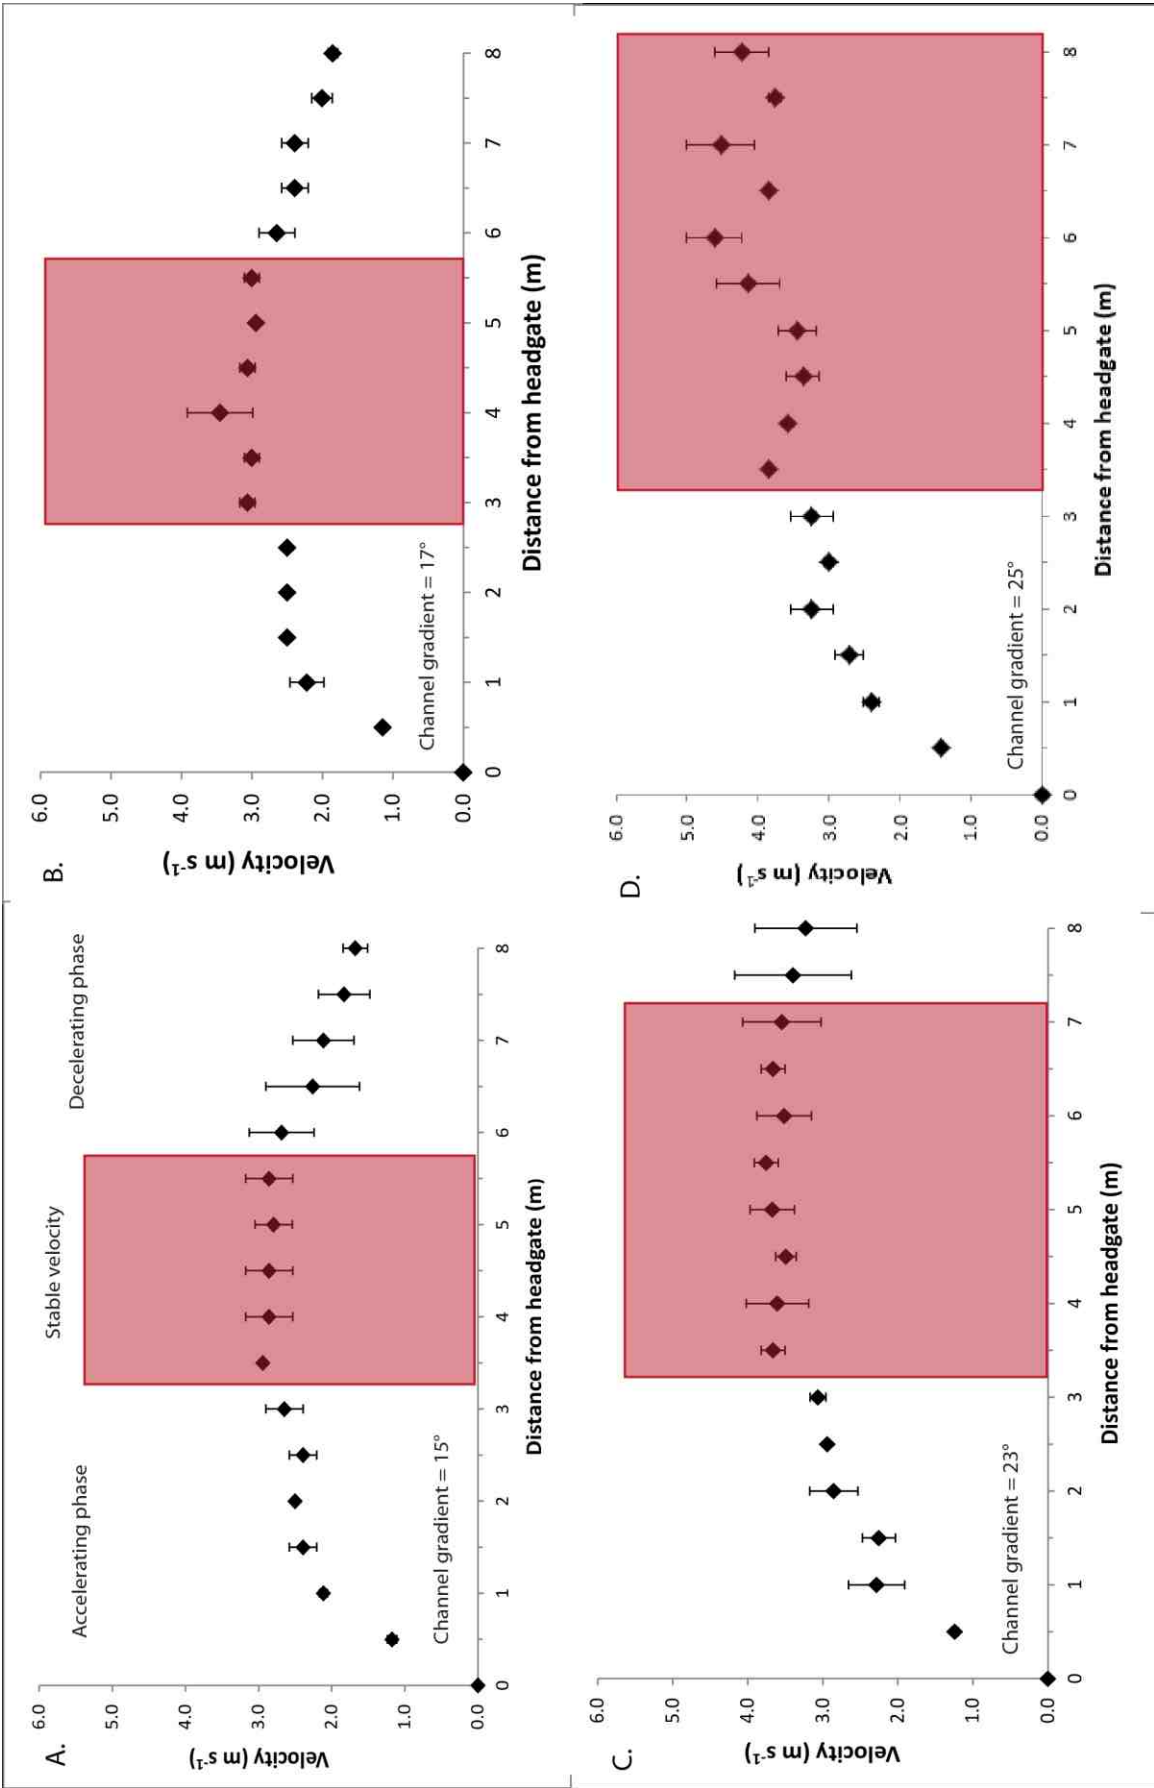 A.
Accelerating phase
Stable velocity
Decelerating phase
6.0
5.0
4.0
3.0
2.0
1.0
0.0
Velocity (m s-1)
Channel gradient = 15°
0 1 2 3 4 5 6 7 8
Distance from headgate (m)
B.
6.0
5.0
4.0
3.0
2.0
1.0
0.0
Velocity (m s-1)
Channel gradient = 17°
0 1 2 3 4 5 6 7 8
Distance from headgate (m)
C.
6.0
5.0
4.0
3.0
2.0
1.0
0.0
Velocity (m s-1)
Channel gradient = 23°
0 1 2 3 4 5 6 7 8
Distance from headgate (m)
D.
6.0
5.0
4.0
3.0
2.0
1.0
0.0
Velocity (m s-1)
Channel gradient = 25°
0 1 2 3 4 5 6 7 8
Distance from headgate (m)